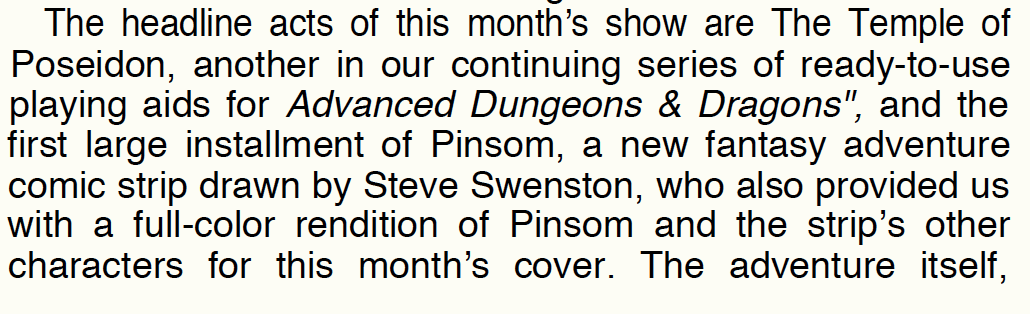 The headline acts of this month’s show are The Temple of
Poseidon, another in our continuing series of ready-to-use
playing aids for Advanced Dungeons & Dragons", and the
first large installment of Pinsom, a new fantasy adventure
comic strip drawn by Steve Swenston, who also provided us
with a full-color rendition of Pinsom and the strip’s other
characters for this month’s cover. The adventure itself,